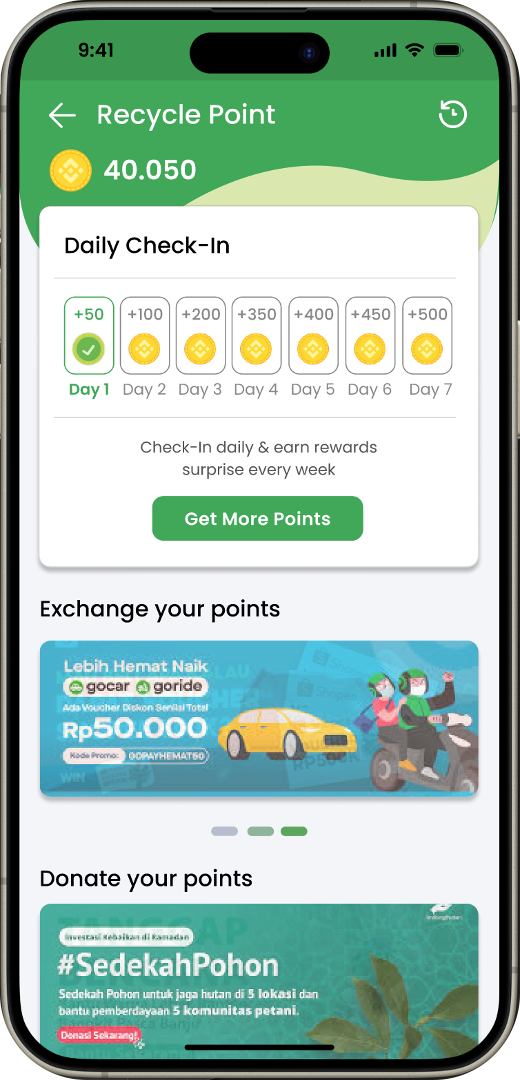 9:41
Recycle Point
40.050
Daily Check-In
+50 +100 +200 +350 +400 +450 +500
Day 1 Day 2 Day 3 Day 4 Day 5 Day 6 Day 7
Check-In daily & earn rewards
surprise every week
Get More Points
Exchange your points
Lebih Hemat Naik
gocar goride
Ada Voucher Diskon Senilai Total
Rp50.000
Kode Promo: GOPAYHEMAT50
WIN
RP500K
Donate your points
TANGGAP
Investasi Kebaikan di Ramadan
#SedekahPohon
Sedekah Pohon untuk jaga hutan di 5 lokasi dan
bantu pemberdayaan 5 komunitas petani.
Donasi Sekarang!